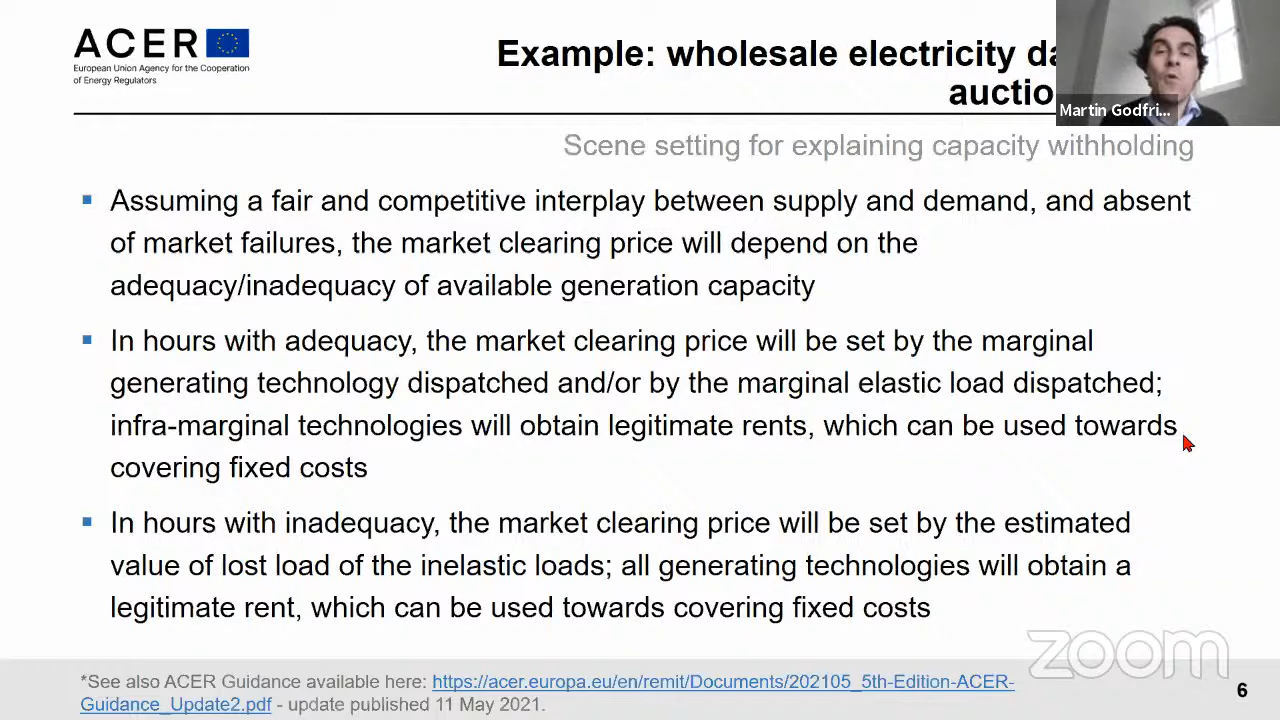 ACER
European Union Agency for the Cooperation
of Energy Regulators
Example: wholesale electricity da
auctio
Martin Godfri...
Scene setting for explaining capacity withholding
Assuming a fair and competitive interplay between supply and demand, and absent
of market failures, the market clearing price will depend on the
adequacy/inadequacy of available generation capacity
In hours with adequacy, the market clearing price will be set by the marginal
generating technology dispatched and/or by the marginal elastic load dispatched;
infra-marginal technologies will obtain legitimate rents, which can be used towards
covering fixed costs
In hours with inadequacy, the market clearing price will be set by the estimated
value of lost load of the inelastic loads; all generating technologies will obtain a
legitimate rent, which can be used towards covering fixed costs
zoom
*See also ACER Guidance available here: https://acer.europa.eu/en/remit/Documents/202105_5th-Edition-ACER-
Guidance_Update2.pdf - update published 11 May 2021.
6